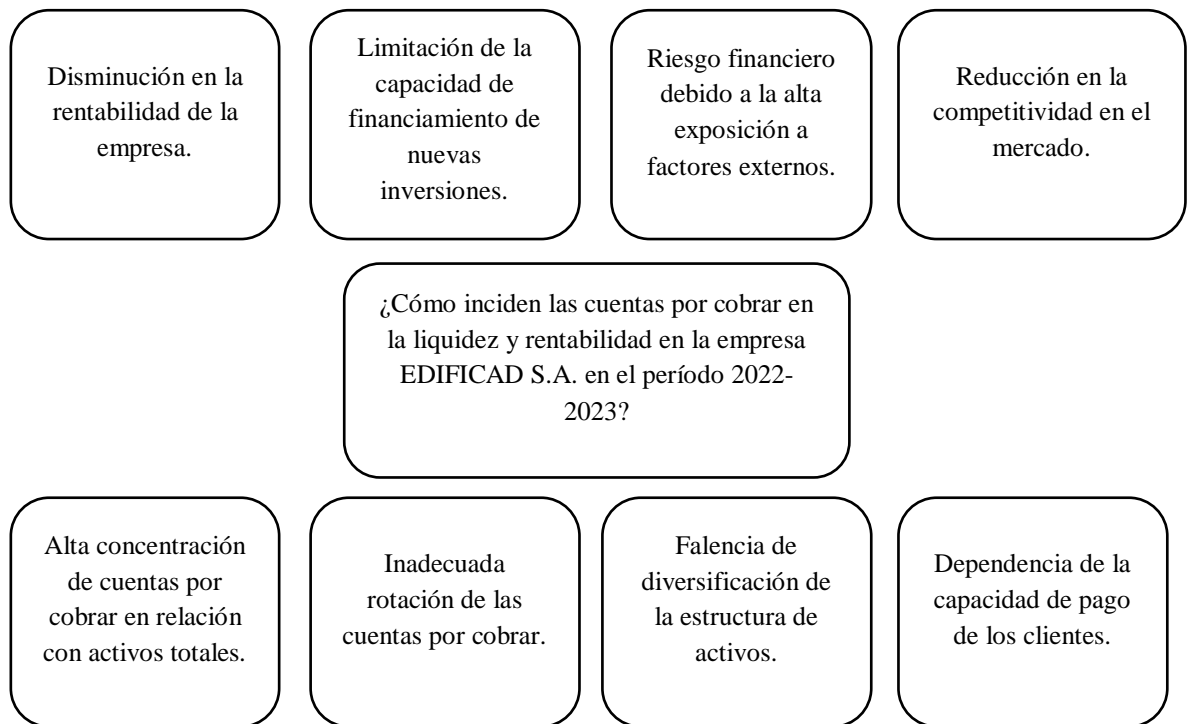 Disminución en la
rentabilidad de la
empresa.
Limitación de la
capacidad de
financiamiento de
nuevas
inversiones.
Riesgo financiero
debido a la alta
exposición a
factores externos.
Reducción en la
competitividad en el
mercado.
¿Cómo inciden las cuentas por cobrar en
la liquidez y rentabilidad en la empresa
EDIFICAD S.A. en el período 2022-
2023?
Alta concentración
de cuentas por
cobrar en relación
con activos totales.
Inadecuada
rotación de las
cuentas por cobrar.
Falencia de
diversificación de
la estructura de
activos.
Dependencia de la
capacidad de pago
de los clientes.